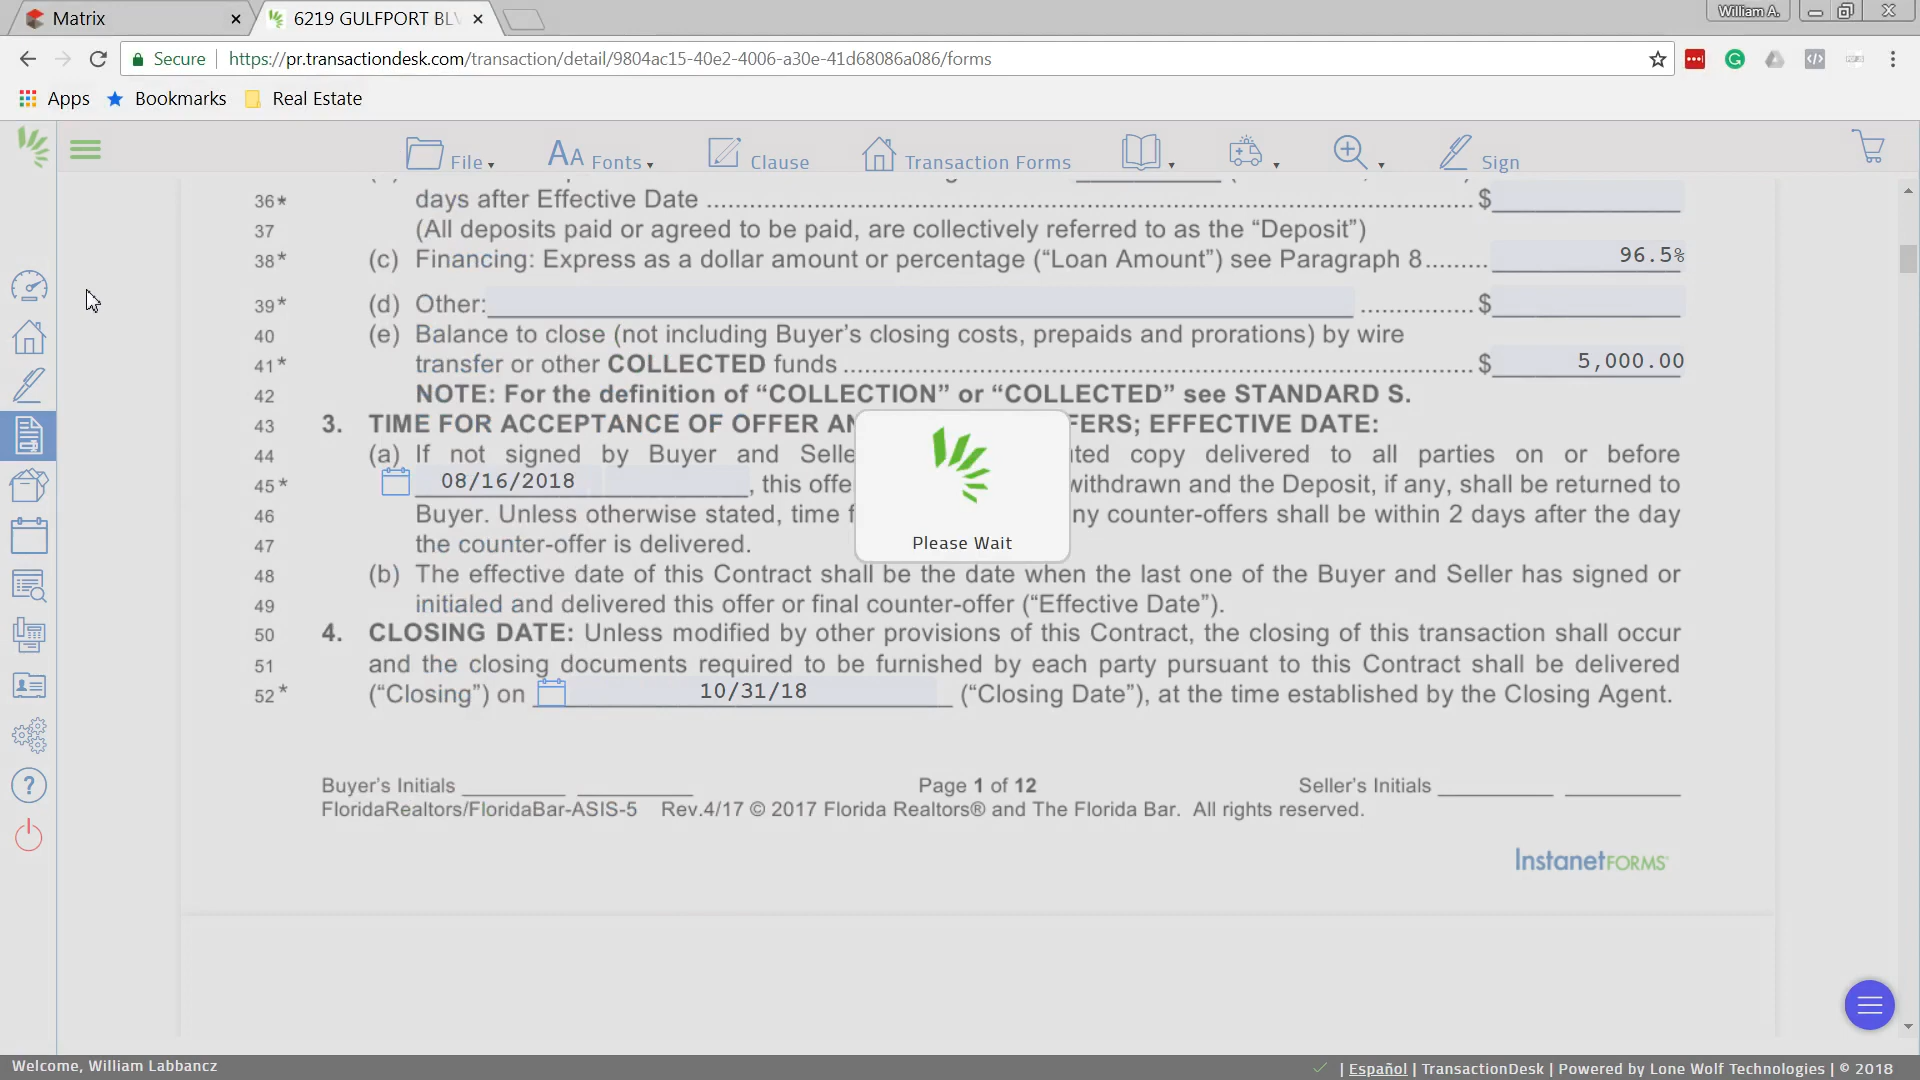 Matrix
6219 GULFPORT BLV
William A.
Secure
https://pr.transactiondesk.com/transaction/detail/9804ac15-40e2-4006-a30e-41d68086a086/forms
Apps
Bookmarks
Real Estate
File
Fonts
Clause
Transaction Forms
Sign
36* days after Effective Date ........ $
37 (All deposits paid or agreed to be paid, are collectively referred to as the “Deposit”)
38* (c) Financing: Express as a dollar amount or percentage (“Loan Amount”) see Paragraph 8......... 96.5%
39* (d) Other: ............... $
40 (e) Balance to close (not including Buyer’s closing costs, prepaids and prorations) by wire
41* transfer or other COLLECTED funds ........ $ 5,000.00
42 NOTE: For the definition of “COLLECTION” or “COLLECTED” see STANDARD S.
43 3. TIME FOR ACCEPTANCE OF OFFER AN FERS; EFFECTIVE DATE:
44 (a) If not signed by Buyer and Selle ted copy delivered to all parties on or before
45* 08/16/2018 , this offe withdrawn and the Deposit, if any, shall be returned to
46 Buyer. Unless otherwise stated, time f ny counter-offers shall be within 2 days after the day
47 the counter-offer is delivered.
Please Wait
48 (b) The effective date of this Contract shall be the date when the last one of the Buyer and Seller has signed or
49 initialed and delivered this offer or final counter-offer (“Effective Date”).
50 4. CLOSING DATE: Unless modified by other provisions of this Contract, the closing of this transaction shall occur
51 and the closing documents required to be furnished by each party pursuant to this Contract shall be delivered
52* (“Closing”) on 10/31/18 (“Closing Date”), at the time established by the Closing Agent.
Buyer’s Initials Page 1 of 12 Seller’s Initials
FloridaRealtors/FloridaBar-ASIS-5 Rev.4/17 © 2017 Florida Realtors® and The Florida Bar. All rights reserved.
InstanetFORMS
Welcome, William Labbancz
| Español | TransactionDesk | Powered by Lone Wolf Technologies | © 2018